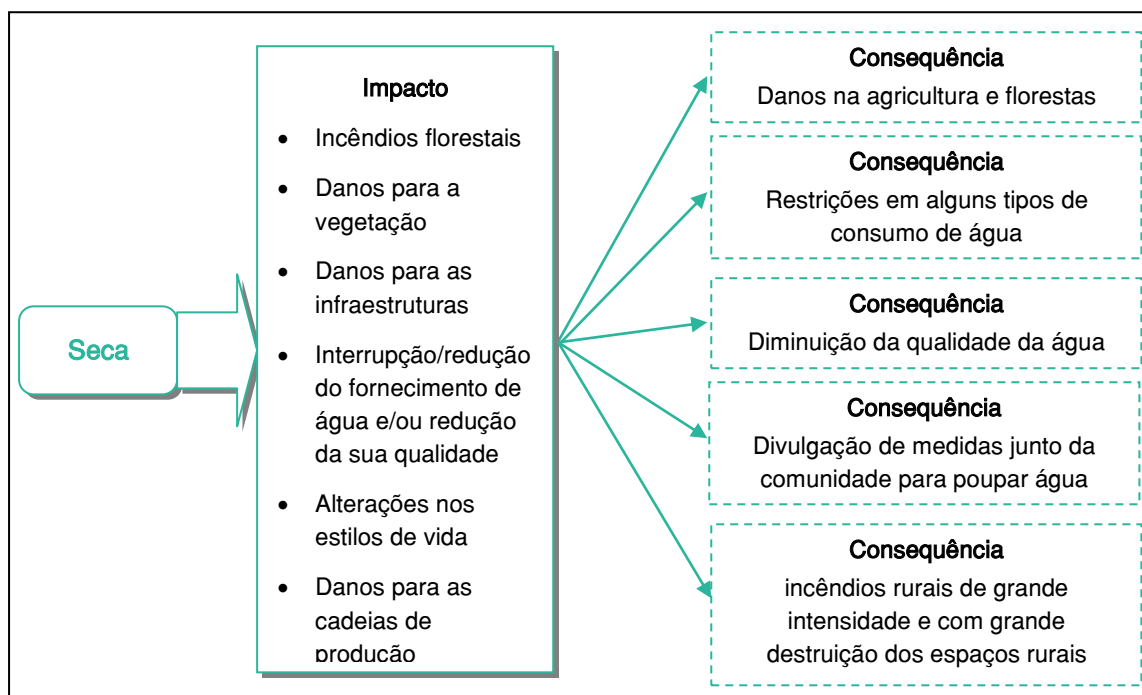 Seca
Impacto
• Incêndios florestais
• Danos para a
vegetação
• Danos para as
infraestruturas
• Interrupção/redução
do fornecimento de
água e/ou redução
da sua qualidade
• Alterações nos
estilos de vida
• Danos para as
cadeias de
produção
Consequência
Danos na agricultura e florestas
Consequência
Restrições em alguns tipos de
consumo de água
Consequência
Diminuição da qualidade da água
Consequência
Divulgação de medidas junto da
comunidade para poupar água
Consequência
incêndios rurais de grande
intensidade e com grande
destruição dos espaços rurais